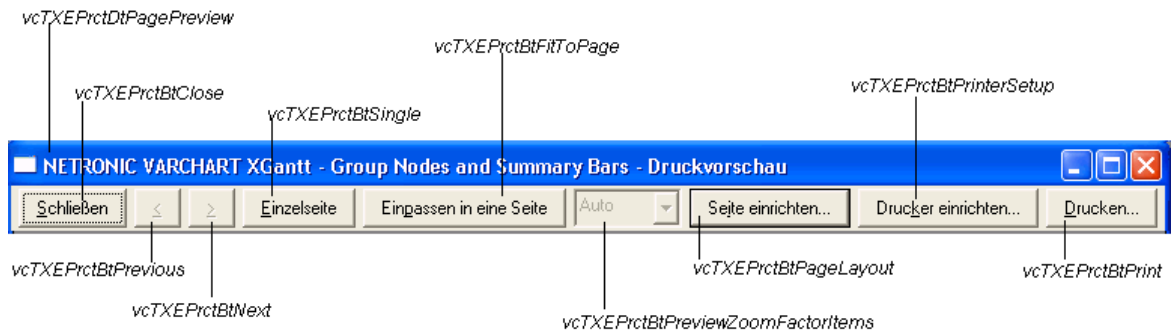 vcTXEPrctDtPagePreview
vcTXEPrctBtFitToPage
vcTXEPrctBtClose
vcTXEPrctBtPrinterSetup
vcTXEPrctBtSingle
NETRONIC VARCHART XGantt - Group Nodes and Summary Bars - Druckvorschau
Schließen < > Einzelseite Einpassen in eine Seite Auto Seite einrichten... Drucker einrichten... Drucken...
vcTXEPrctBtPrevious
vcTXEPrctBtPageLayout
vcTXEPrctBtPrint
vcTXEPrctBtNext
vcTXEPrctBtPreviewZoomFactorItems